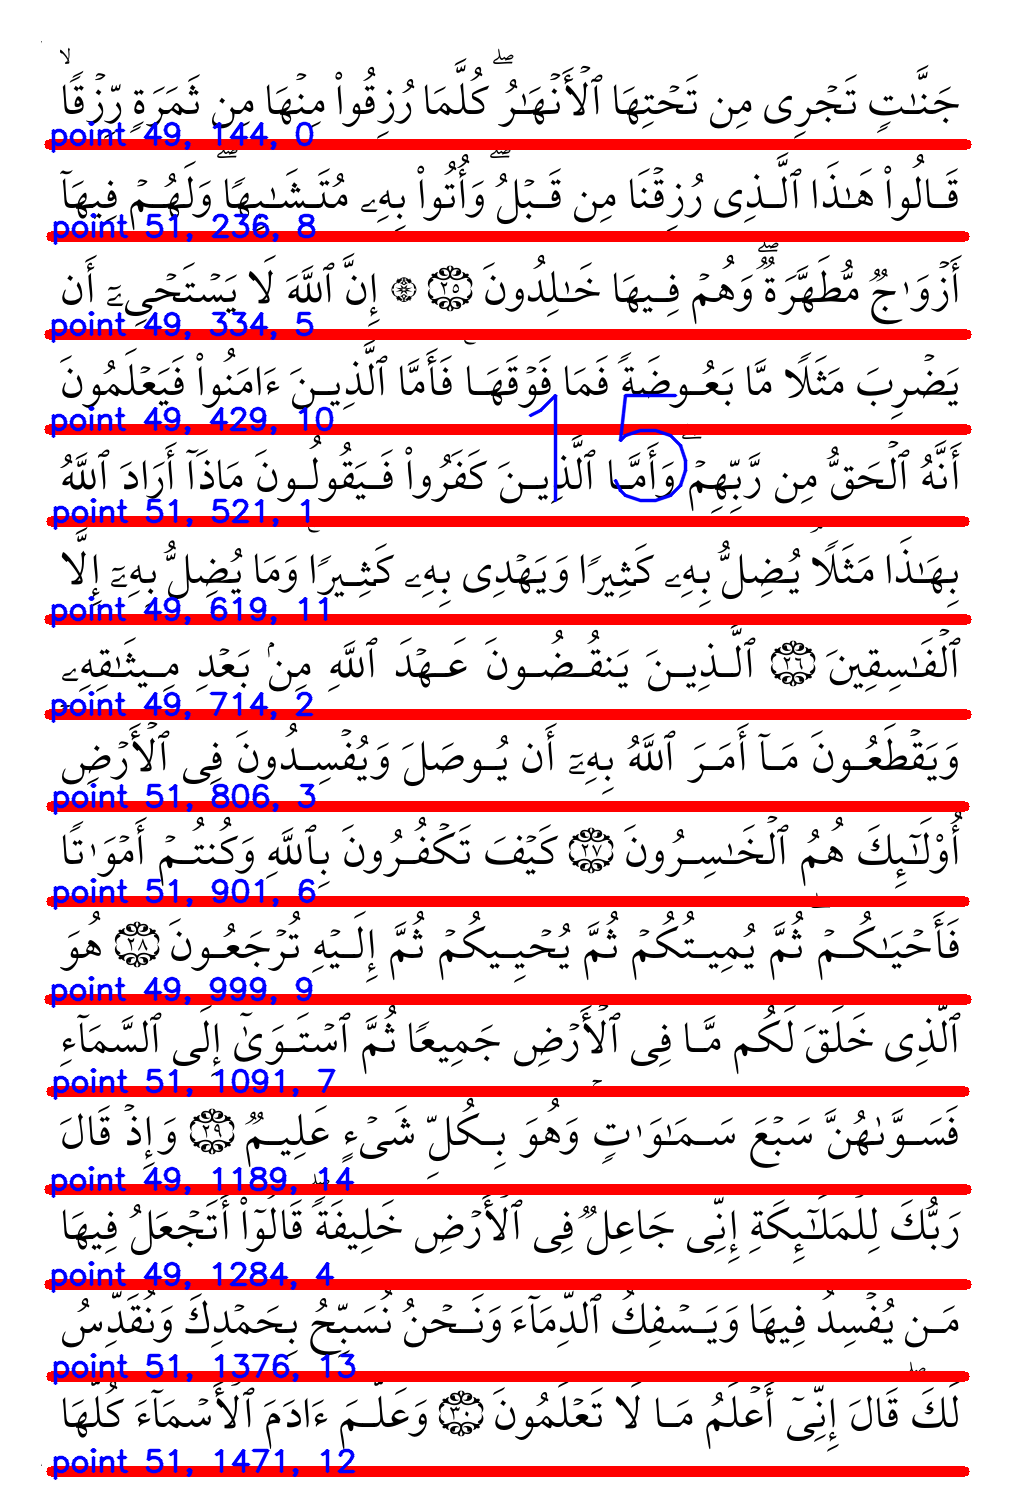 جَنَّـٰتٍ تَجْرِى مِن تَحْتِهَا ٱلْأَنْهَـٰرُ ۖ كُلَّمَا رُزِقُوا۟ مِنْهَا مِن ثَمَرَةٍ رِّزْقًا ۙ
point 49, 144, 0
قَالُوا۟ هَـٰذَا ٱلَّذِى رُزِقْنَا مِن قَبْلُ ۖ وَأُتُوا۟ بِهِۦ مُتَشَـٰبِهًا ۖ وَلَهُمْ فِيهَآ
point 51, 236, 8
أَزْوَٰجٌ مُّطَهَّرَةٌ ۖ وَهُمْ فِيهَا خَـٰلِدُونَ ٢٥ ۞ إِنَّ ٱللَّهَ لَا يَسْتَحْىِۦٓ أَن
point 49, 334, 5
يَضْرِبَ مَثَلًا مَّا بَعُوضَةً فَمَا فَوْقَهَا فَأَمَّا ٱلَّذِينَ ءَامَنُوا۟ فَيَعْلَمُونَ
point 49, 429, 10
15
أَنَّهُ ٱلْحَقُّ مِن رَّبِّهِمْ ۖ وَأَمَّا ٱلَّذِينَ كَفَرُوا۟ فَيَقُولُونَ مَاذَآ أَرَادَ ٱللَّهُ
point 51, 521, 1
بِهَـٰذَا مَثَلًا يُضِلُّ بِهِۦ كَثِيرًا وَيَهْدِى بِهِۦ كَثِيرًا وَمَا يُضِلُّ بِهِۦٓ إِلَّا
point 49, 619, 11
ٱلْفَـٰسِقِينَ ٢٦ ٱلَّذِينَ يَنقُضُونَ عَهْدَ ٱللَّهِ مِنۢ بَعْدِ مِيثَـٰقِهِۦ
point 49, 714, 2
وَيَقْطَعُونَ مَآ أَمَرَ ٱللَّهُ بِهِۦٓ أَن يُوصَلَ وَيُفْسِدُونَ فِى ٱلْأَرْضِ
point 51, 806, 3
أُو۟لَـٰٓئِكَ هُمُ ٱلْخَـٰسِرُونَ ٢٧ كَيْفَ تَكْفُرُونَ بِٱللَّهِ وَكُنتُمْ أَمْوَٰتًا
point 51, 901, 6
فَأَحْيَـٰكُمْ ثُمَّ يُمِيتُكُمْ ثُمَّ يُحْيِيكُمْ ثُمَّ إِلَيْهِ تُرْجَعُونَ ٢٨ هُوَ
point 49, 999, 9
ٱلَّذِى خَلَقَ لَكُم مَّا فِى ٱلْأَرْضِ جَمِيعًا ثُمَّ ٱسْتَوَىٰٓ إِلَى ٱلسَّمَآءِ
point 51, 1091, 7
فَسَوَّىٰهُنَّ سَبْعَ سَمَـٰوَٰتٍ وَهُوَ بِكُلِّ شَىْءٍ عَلِيمٌ ٢٩ وَإِذْ قَالَ
point 49, 1189, 14
رَبُّكَ لِلْمَلَـٰٓئِكَةِ إِنِّى جَاعِلٌ فِى ٱلْأَرْضِ خَلِيفَةً ۖ قَالُوٓا۟ أَتَجْعَلُ فِيهَا
point 49, 1284, 4
مَن يُفْسِدُ فِيهَا وَيَسْفِكُ ٱلدِّمَآءَ وَنَحْنُ نُسَبِّحُ بِحَمْدِكَ وَنُقَدِّسُ
point 51, 1376, 13
لَكَ ۖ قَالَ إِنِّىٓ أَعْلَمُ مَا لَا تَعْلَمُونَ ٣٠ وَعَلَّمَ ءَادَمَ ٱلْأَسْمَآءَ كُلَّهَا
point 51, 1471, 12